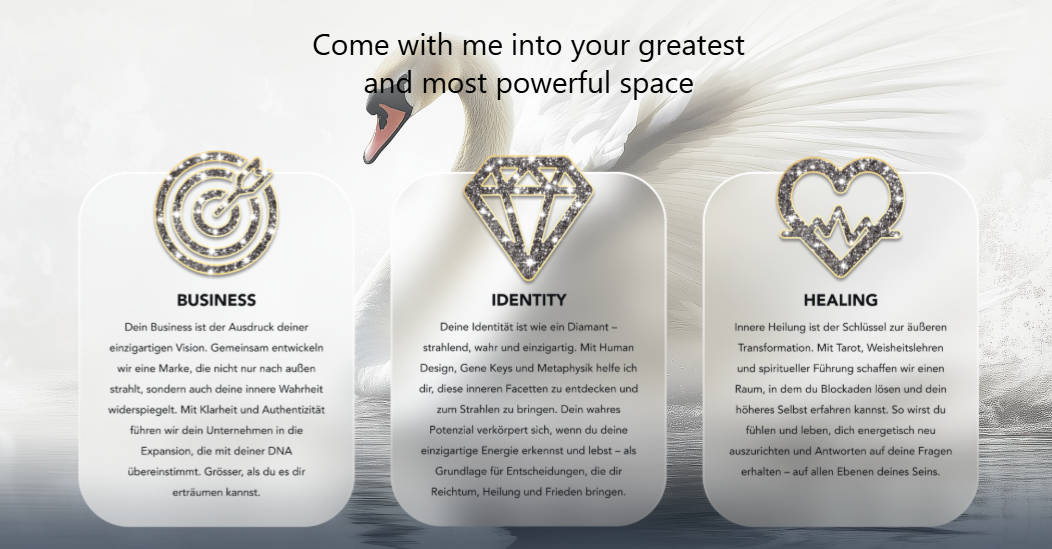 Come with me into your greatest
and most powerful space
BUSINESS
Dein Business ist der Ausdruck deiner
einzigartigen Vision. Gemeinsam entwickeln
wir eine Marke, die nicht nur nach außen
strahlt, sondern auch deine innere Wahrheit
widerspiegelt. Mit Klarheit und Authentizität
führen wir dein Unternehmen in die
Expansion, die mit deiner DNA
übereinstimmt. Grösser, als du es dir
erträumen kannst.
IDENTITY
Deine Identität ist wie ein Diamant –
strahlend, wahr und einzigartig. Mit Human
Design, Gene Keys und Metaphysik helfe ich
dir, diese inneren Facetten zu entdecken und
zum Strahlen zu bringen. Dein wahres
Potenzial verkörpert sich, wenn du deine
einzigartige Energie erkennst und lebst – als
Grundlage für Entscheidungen, die dir
Reichtum, Heilung und Frieden bringen.
HEALING
Innere Heilung ist der Schlüssel zur äußeren
Transformation. Mit Tarot, Weisheitslehren
und spiritueller Führung schaffen wir einen
Raum, in dem du Blockaden lösen und dein
höheres Selbst erfahren kannst. So wirst du
fühlen und leben, dich energetisch neu
auszurichten und Antworten auf deine Fragen
erhalten – auf allen Ebenen deines Seins.